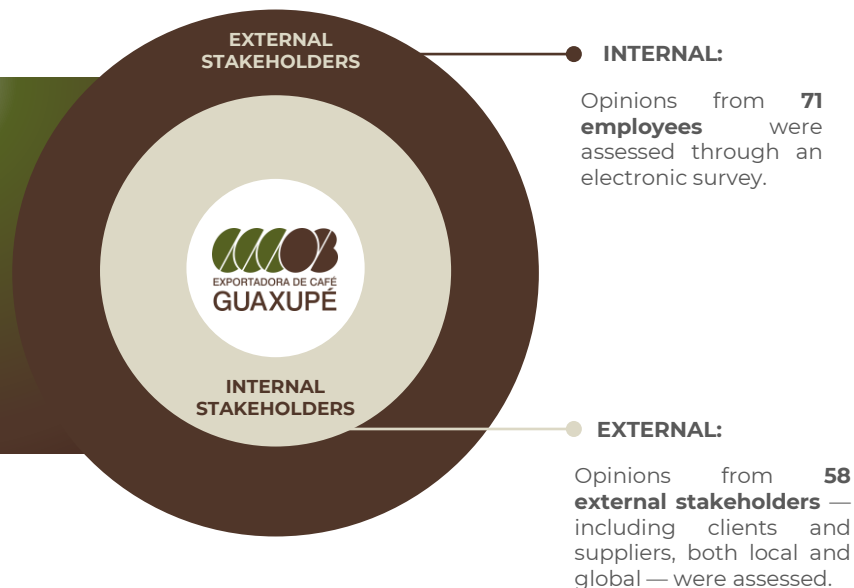 EXTERNAL
STAKEHOLDERS
EXPORTADORA DE CAFÉ
GUAXUPÉ
INTERNAL
STAKEHOLDERS
INTERNAL:
Opinions from 71
employees were
assessed through an
electronic survey.
EXTERNAL:
Opinions from 58
external stakeholders —
including clients and
suppliers, both local and
global — were assessed.